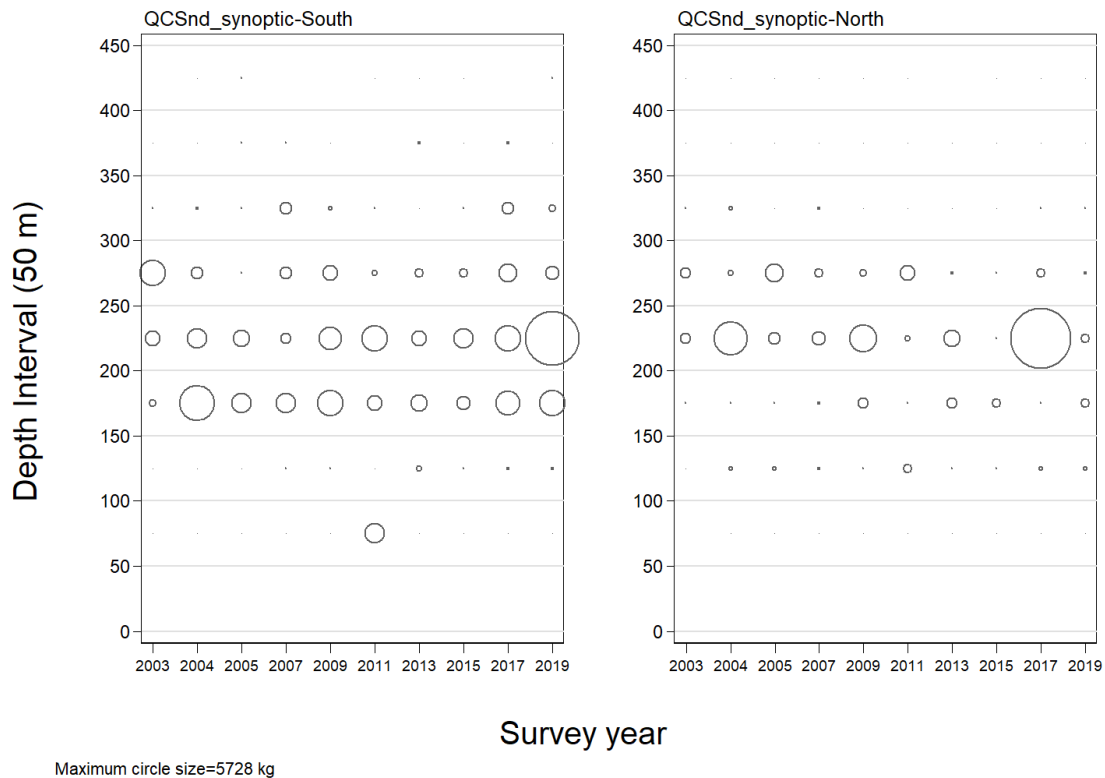 QCSnd_synoptic-South
QCSnd_synoptic-North
Depth Interval (50 m)
450
400
350
300
250
200
150
100
50
0
450
400
350
300
250
200
150
100
50
0
2003 2004 2005 2007 2009 2011 2013 2015 2017 2019
2003 2004 2005 2007 2009 2011 2013 2015 2017 2019
Survey year
Maximum circle size=5728 kg